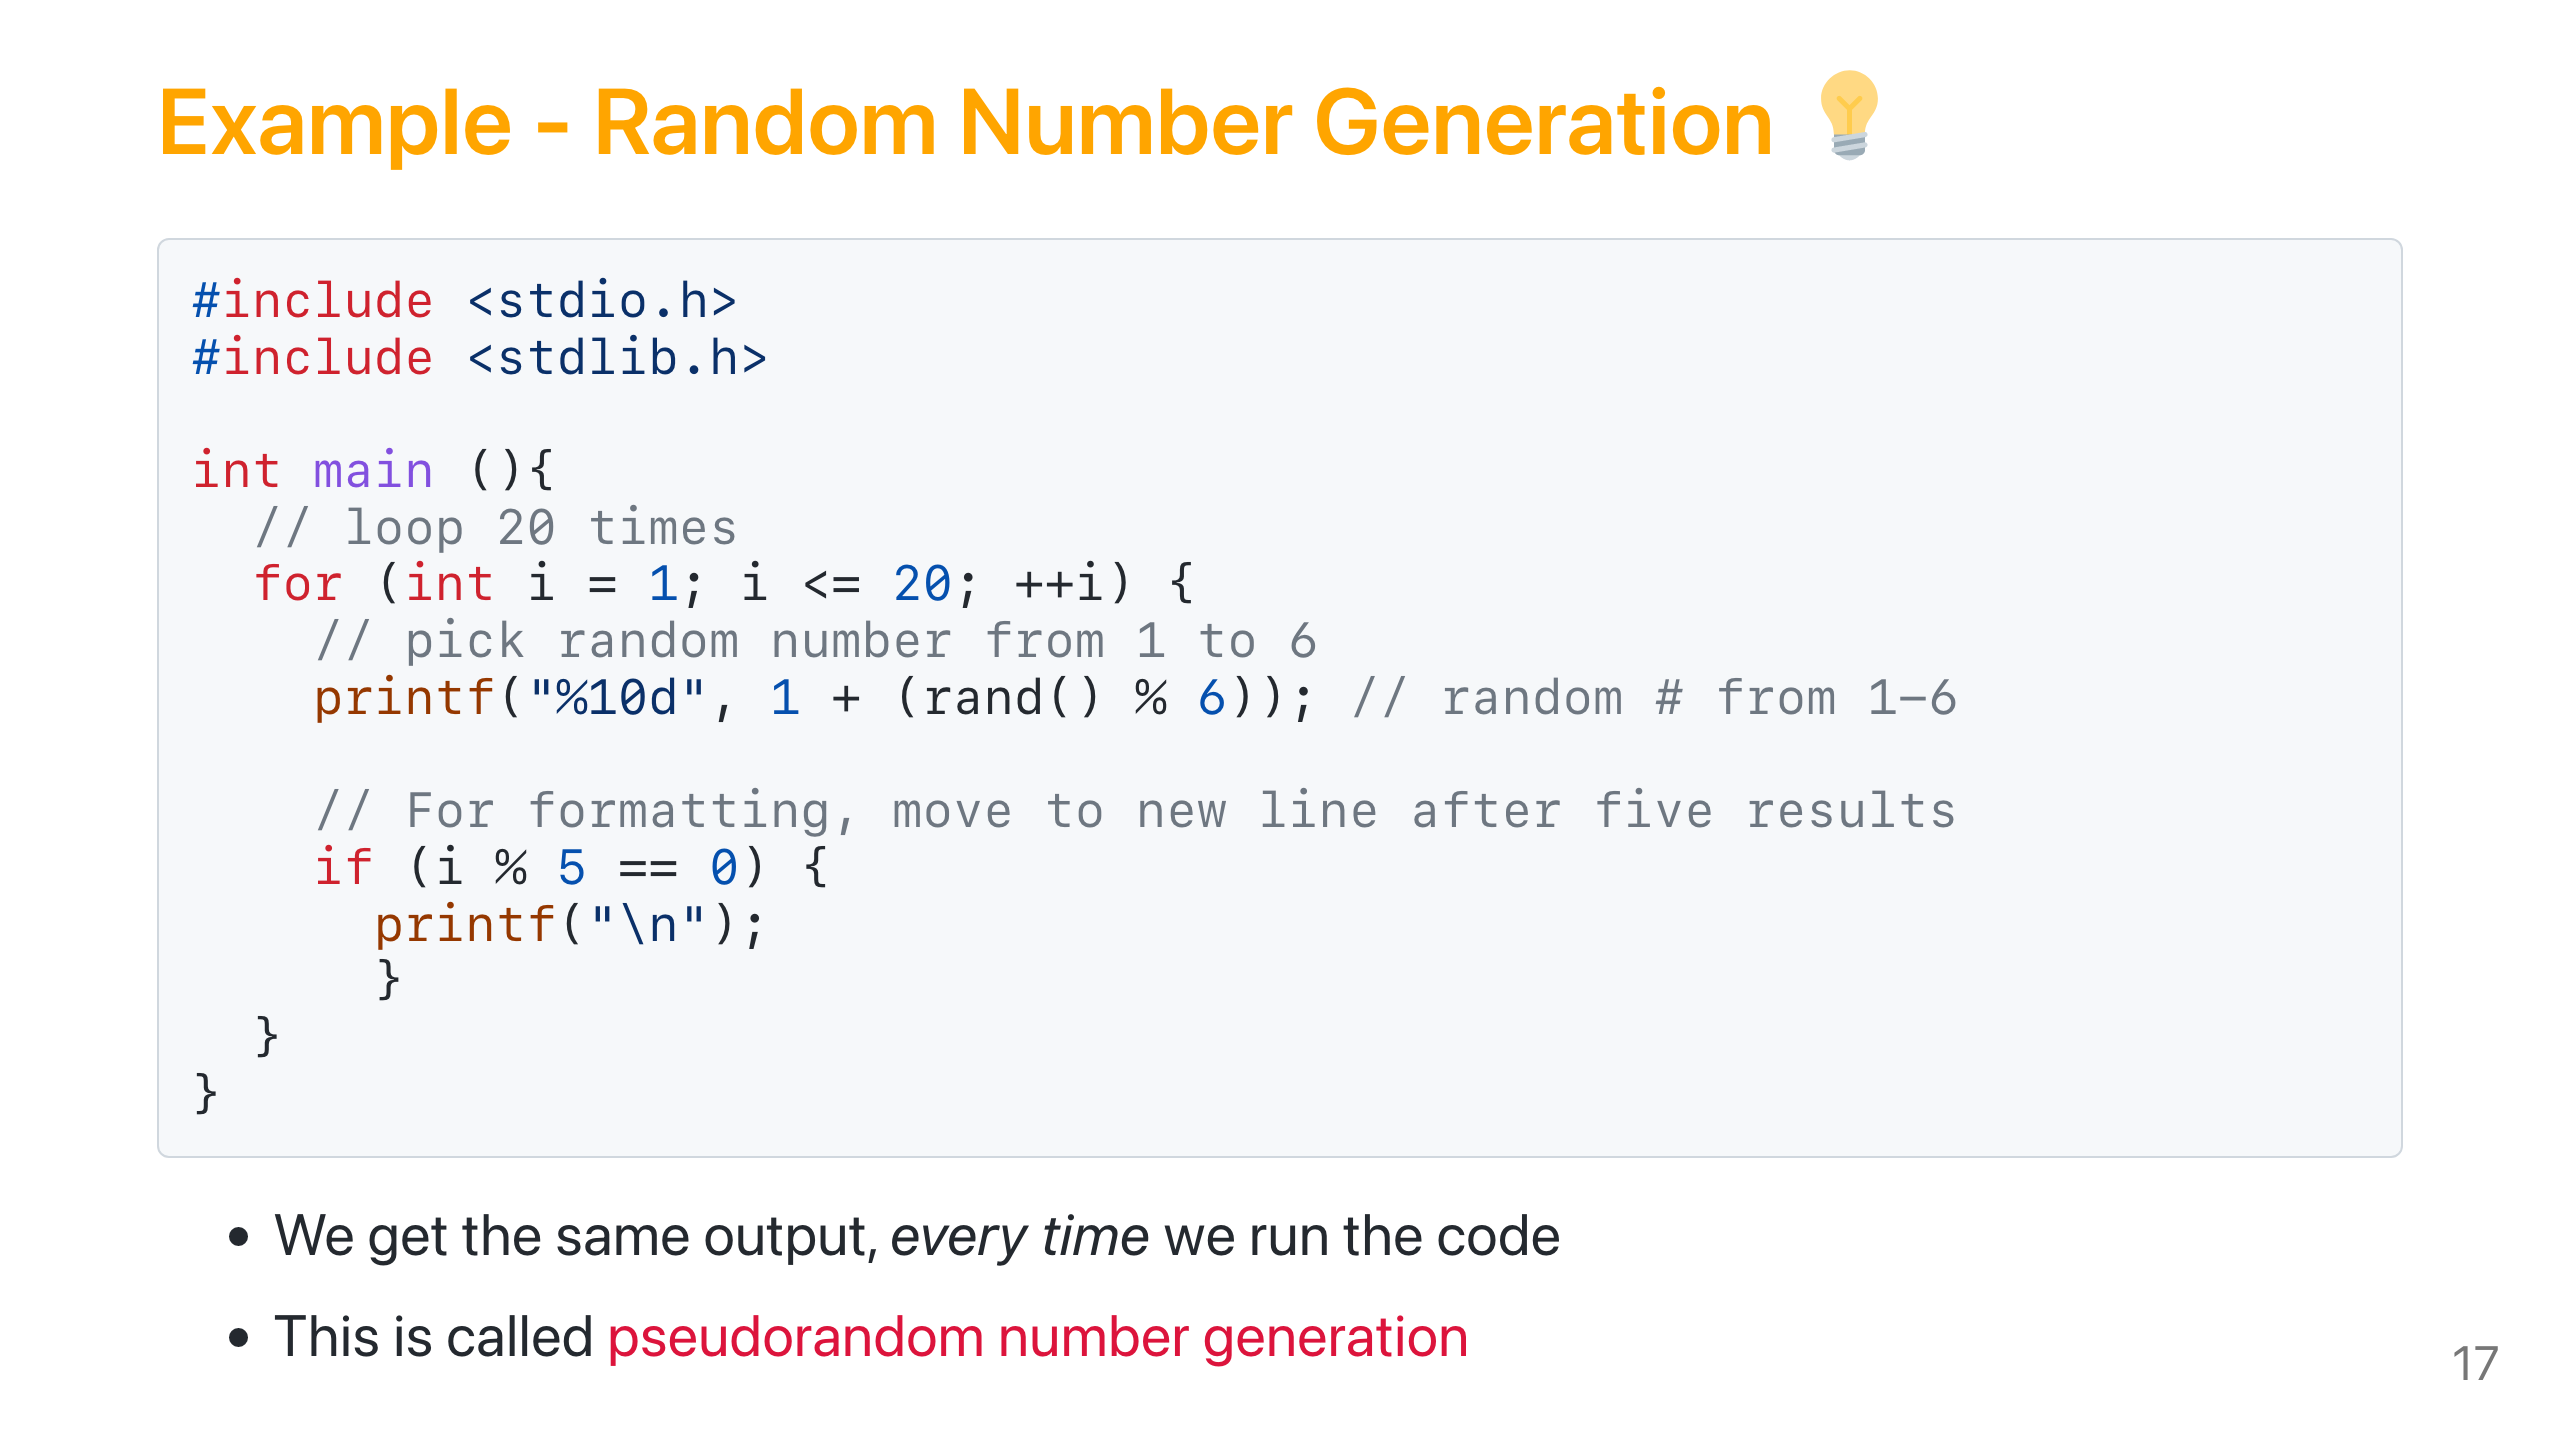 Example - Random Number Generation 💡
#include <stdio.h>
#include <stdlib.h>
int main (){
  // loop 20 times
  for (int i = 1; i <= 20; ++i) {
    // pick random number from 1 to 6
    printf("%10d", 1 + (rand() % 6)); // random # from 1-6
    // For formatting, move to new line after five results
    if (i % 5 == 0) {
      printf("\n");
      }
  }
}
• We get the same output, every time we run the code
• This is called pseudorandom number generation
17